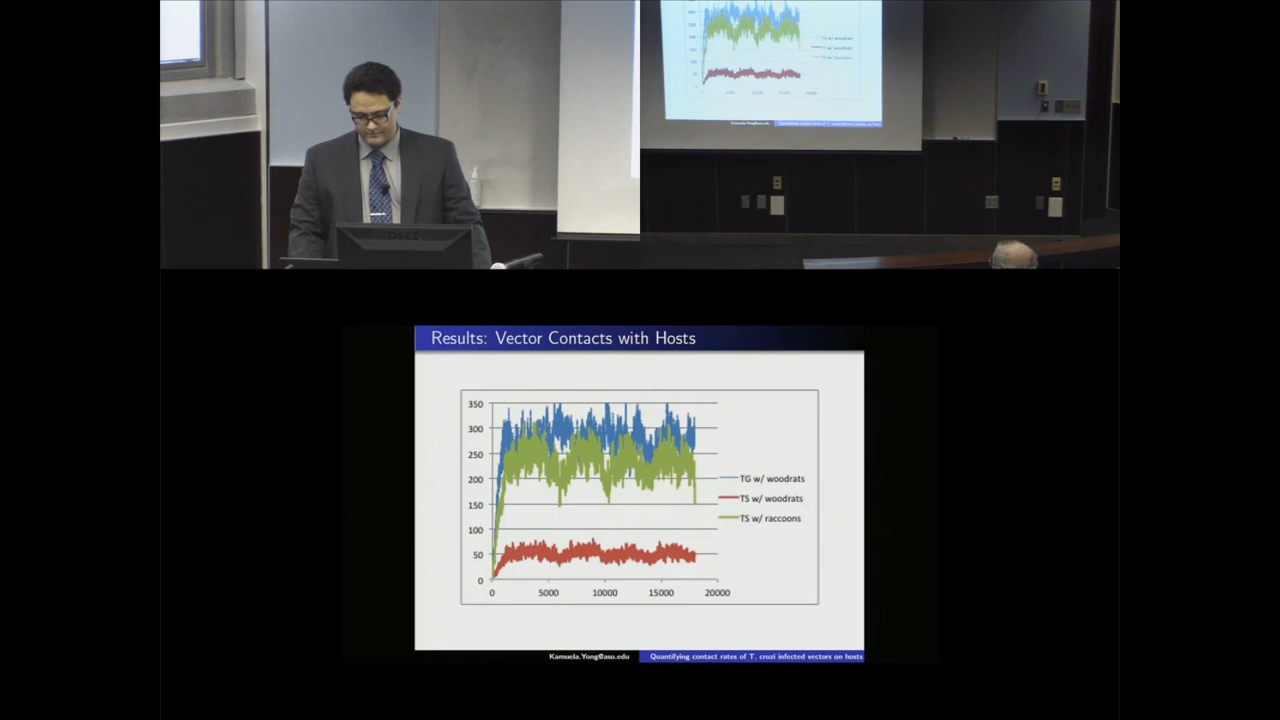 Results: Vector Contacts with Hosts
350
300
250
200
150
100
50
0
0 5000 10000 15000 20000
TG w/ woodrats
TS w/ woodrats
TS w/ raccoons
Kamuela.Yong@asu.edu
Quantifying contact rates of T. cruzi infected vectors on hosts